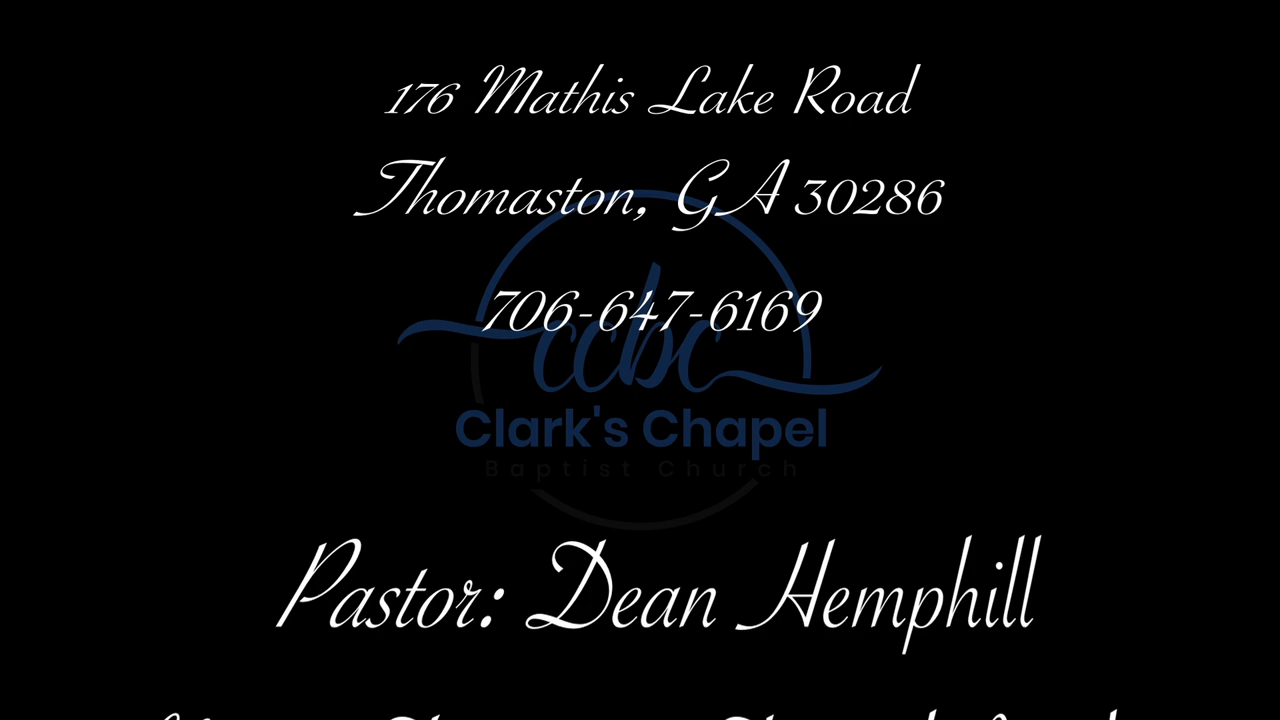 176 Mathis Lake Road
Thomaston, GA 30286
706-647-6169
ccbc
Clark's Chapel
Baptist Church
Pastor: Dean Hemphill